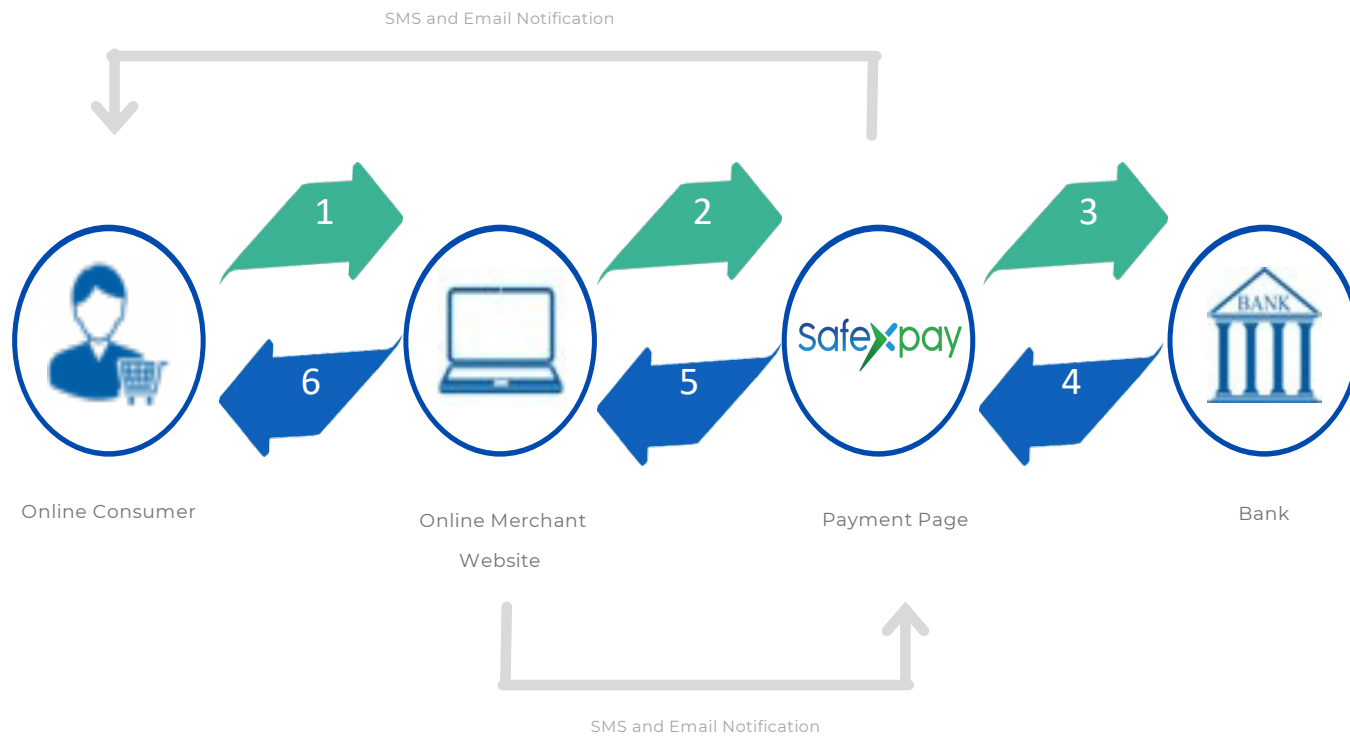 SMS and Email Notification
1
2
3
BANK
Safexpay
6
5
4
Online Consumer
Online Merchant
Website
Payment Page
Bank
SMS and Email Notification